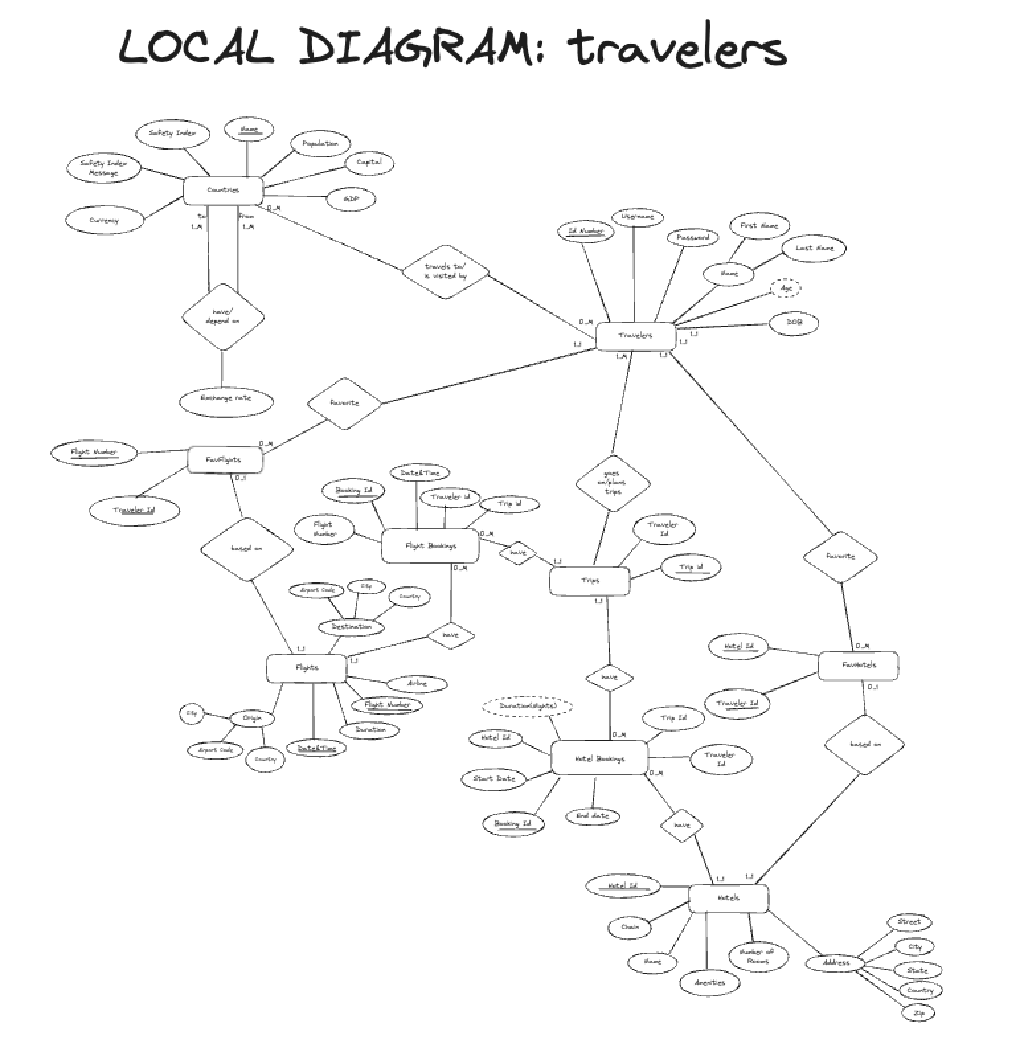 LOCAL DIAGRAM: travelers
Safety Index
Name
Population
Safety Index
Message
Capital
Countries
GDP
Currency
to
from
1..M
1..M
0..M
travels to/
is visited by
Id Number
Username
Password
First Name
Last Name
Name
Age
DOB
0..M
Travelers
1..1
1..1
1..1
1..M
1..1
have/
depend on
Exchange rate
favorite
0..M
Flight Number
FavFlights
0..1
Traveler Id
goes
on/plans
trips
Date&Time
Booking Id
Traveler Id
Trip id
Flight
Number
Flight Bookings
0..M
have
1..1
0..M
Traveler
Id
Trip Id
Trips
1..1
based on
favorite
Airport Code
City
Country
Destination
have
1..1
1..1
Flights
Airline
Flight Number
Duration
Date&Time
City
Origin
Airport Code
Country
have
Hotel Id
0..M
FavHotels
0..1
Traveler Id
Duration(Nights)
Trip Id
Hotel Id
0..M
Hotel Bookings
Traveler
Id
0..M
Start Date
Booking Id
End date
have
based on
1..1
1..1
Hotel Id
Hotels
Chain
Name
Amenities
Number of
Rooms
Address
Street
City
State
Country
Zip